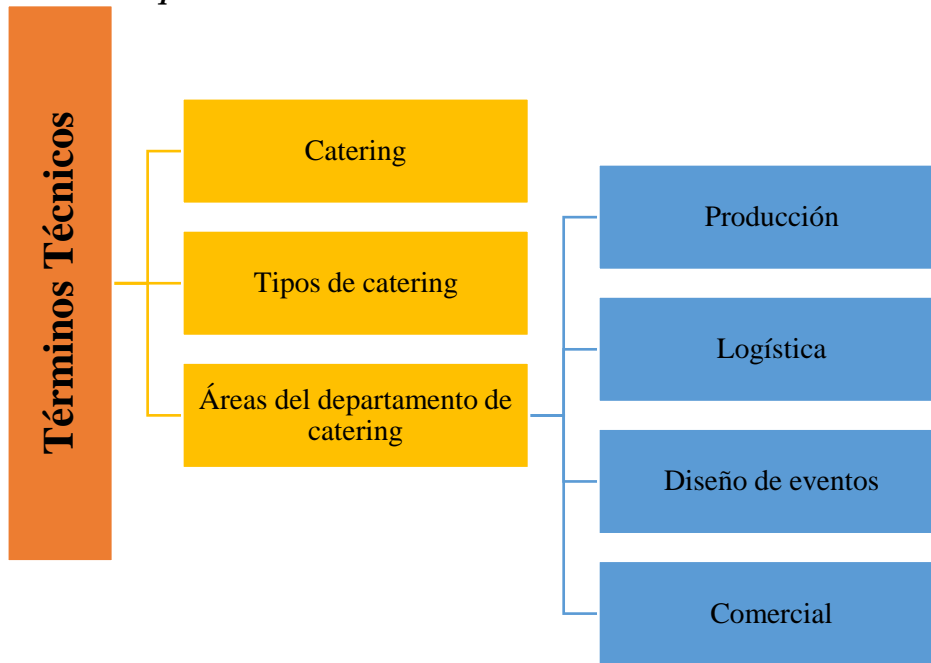 Términos Técnicos
Catering
Tipos de catering
Áreas del departamento de
catering
Producción
Logística
Diseño de eventos
Comercial